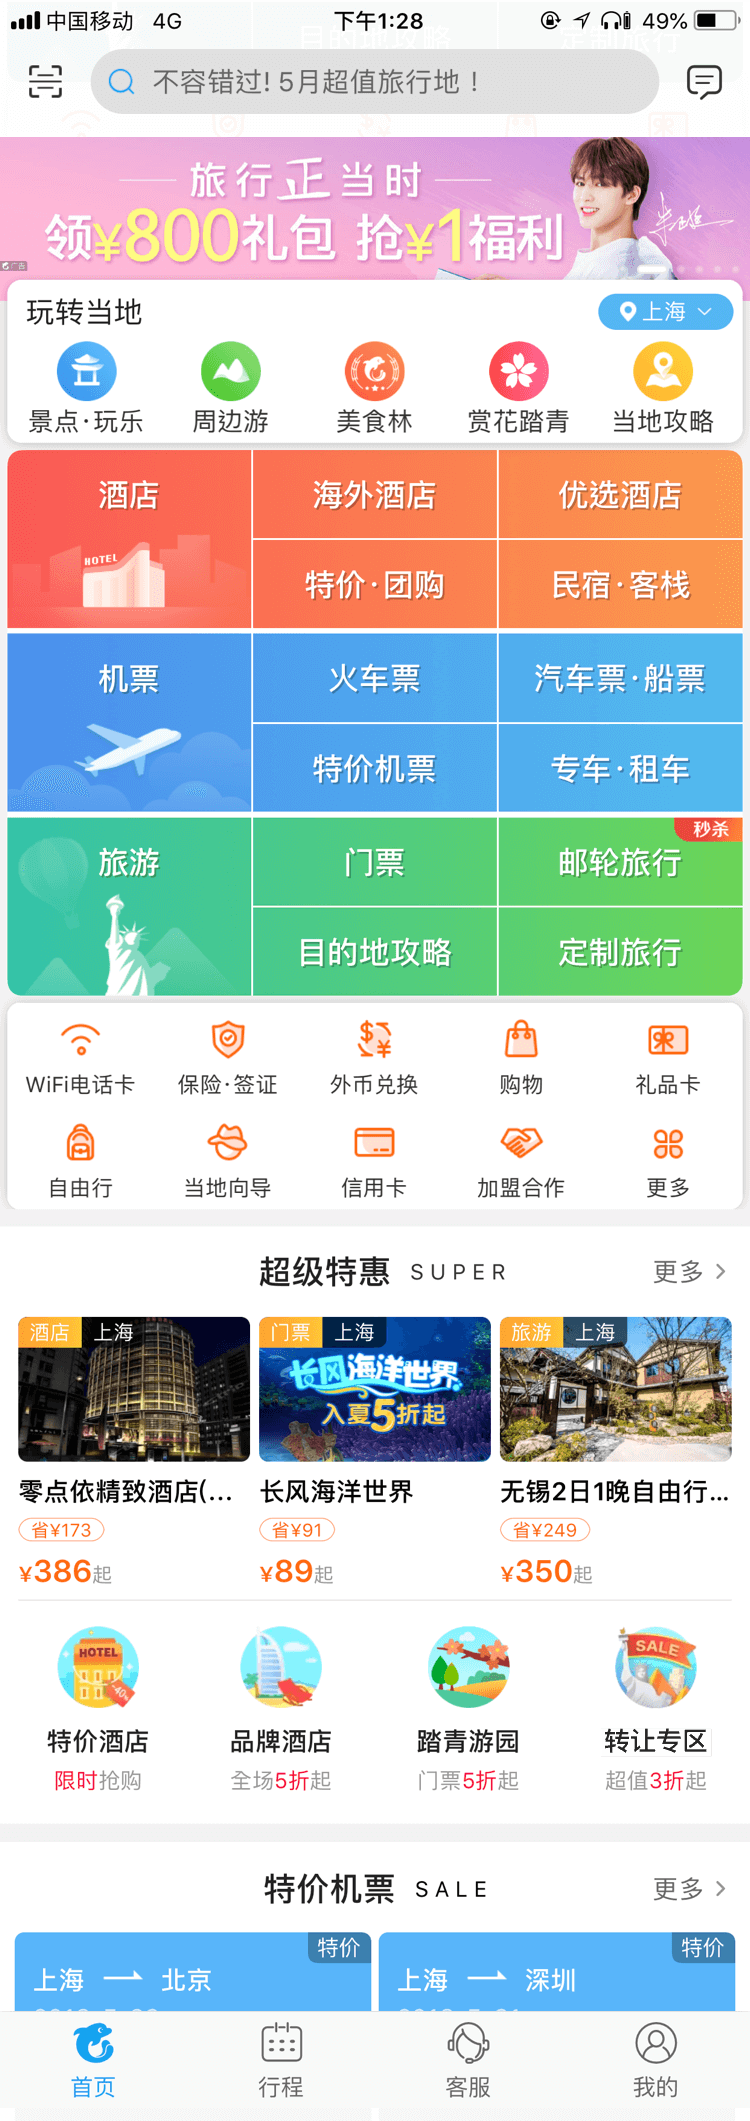 中国移动 4G 下午1:28 49%
不容错过! 5月超值旅行地！
旅行正当时
领¥800礼包 抢¥1福利
广告
玩转当地 上海
景点·玩乐 周边游 美食林 赏花踏青 当地攻略
酒店 海外酒店 优选酒店
HOTEL
特价·团购 民宿·客栈
机票 火车票 汽车票·船票
特价机票 专车·租车
秒杀
旅游 门票 邮轮旅行
目的地攻略 定制旅行
WiFi电话卡 保险·签证 外币兑换 购物 礼品卡
自由行 当地向导 信用卡 加盟合作 更多
超级特惠 SUPER 更多
酒店 上海 门票 上海 旅游 上海
长风海洋世界
入夏5折起
零点依精致酒店(... 长风海洋世界 无锡2日1晚自由行...
省¥173 省¥91 省¥249
¥386起 ¥89起 ¥350起
HOTEL -40% SALE
特价酒店 品牌酒店 踏青游园 转让专区
限时抢购 全场5折起 门票5折起 超值3折起
特价机票 SALE 更多
特价 特价
上海 北京 上海 深圳
首页 行程 客服 我的